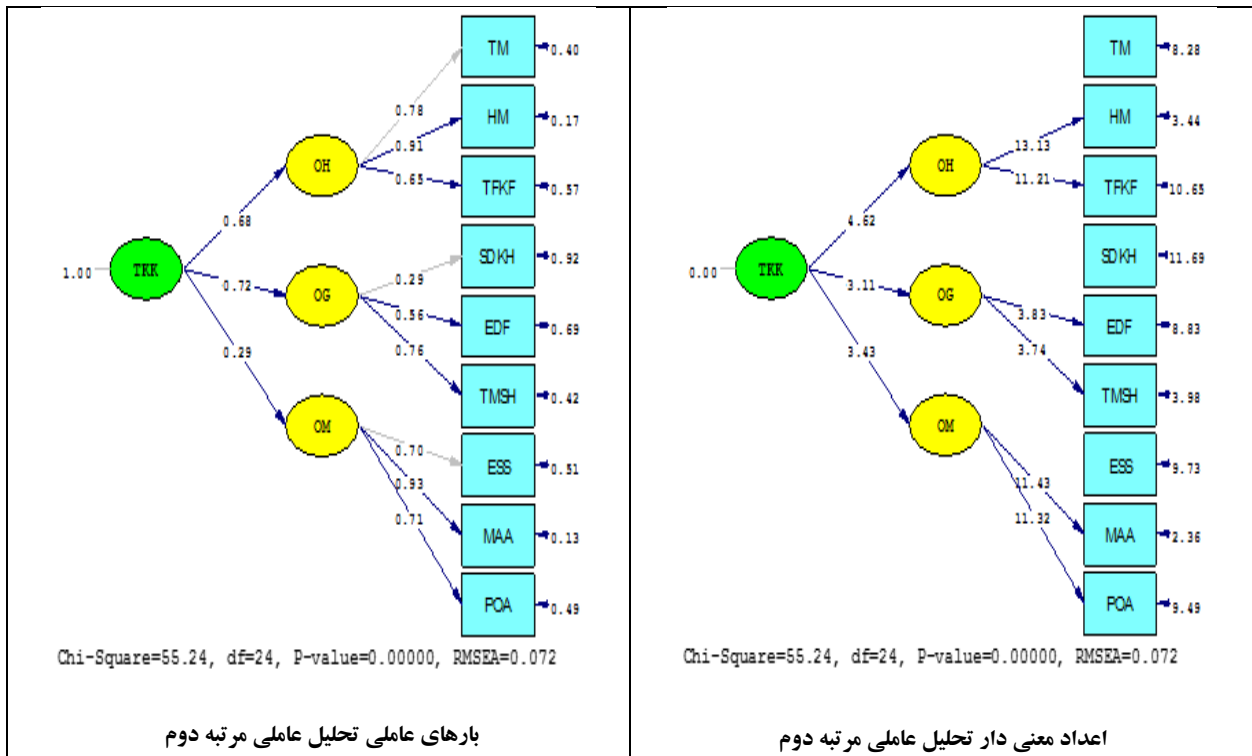 TM
0.40
0.78
HM
0.17
0.91
OH
TFKF
0.57
0.65
0.68
SDKH
0.92
1.00
TKK
0.29
0.72
OG
0.56
EDF
0.69
0.76
0.29
TMSH
0.42
OM
0.70
ESS
0.51
0.93
0.71
MAA
0.13
POA
0.49
Chi-Square=55.24, df=24, P-value=0.00000, RMSEA=0.072
بارهای عاملی تحلیل عاملی مرتبه دوم
TM
8.28
HM
3.44
13.13
OH
11.21
TFKF
10.65
4.62
SDKH
11.69
0.00
TKK
3.11
OG
3.83
EDF
8.83
3.74
3.43
TMSH
3.98
OM
ESS
9.73
11.43
11.32
MAA
2.36
POA
9.49
Chi-Square=55.24, df=24, P-value=0.00000, RMSEA=0.072
اعداد معنی دار تحلیل عاملی مرتبه دوم